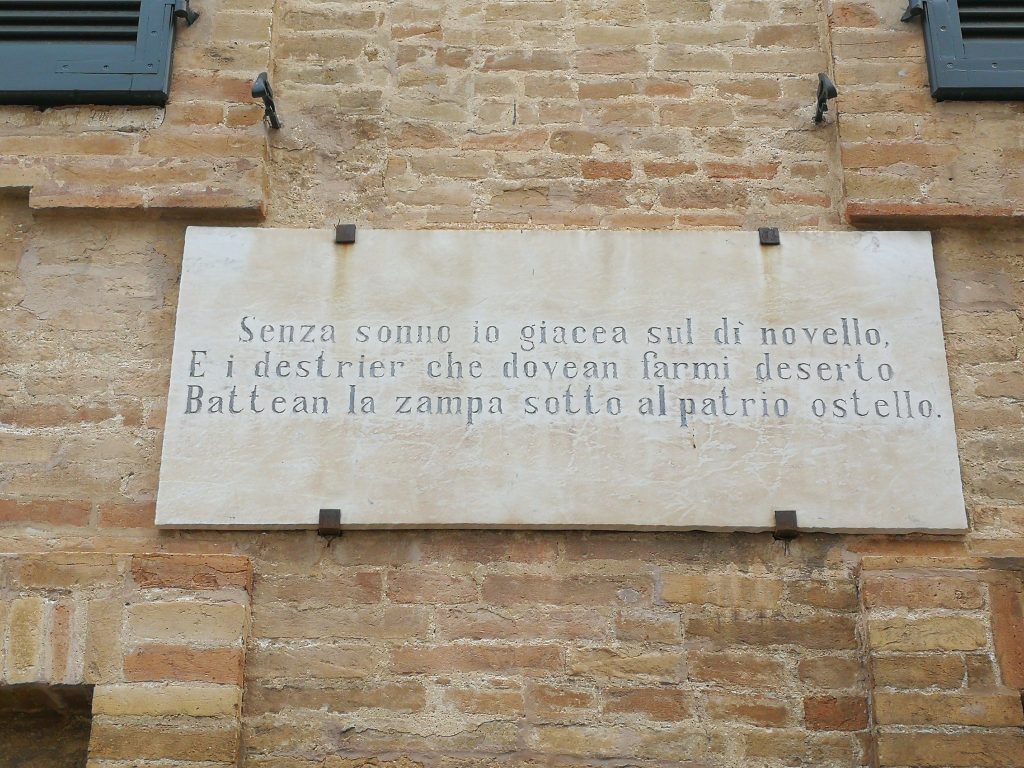 Senza sonno io giacea sul dì novello,
E i destrier che dovean farmi deserto
Battean la zampa sotto al patrio ostello.